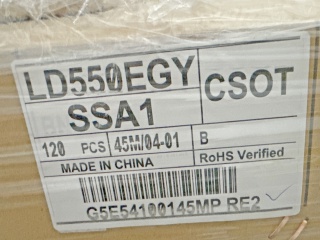 LD550EGY CSOT
SSA1
120 PCS 45M/04-01 B
MADE IN CHINA RoHS Verified
G5E54100145MP RE2